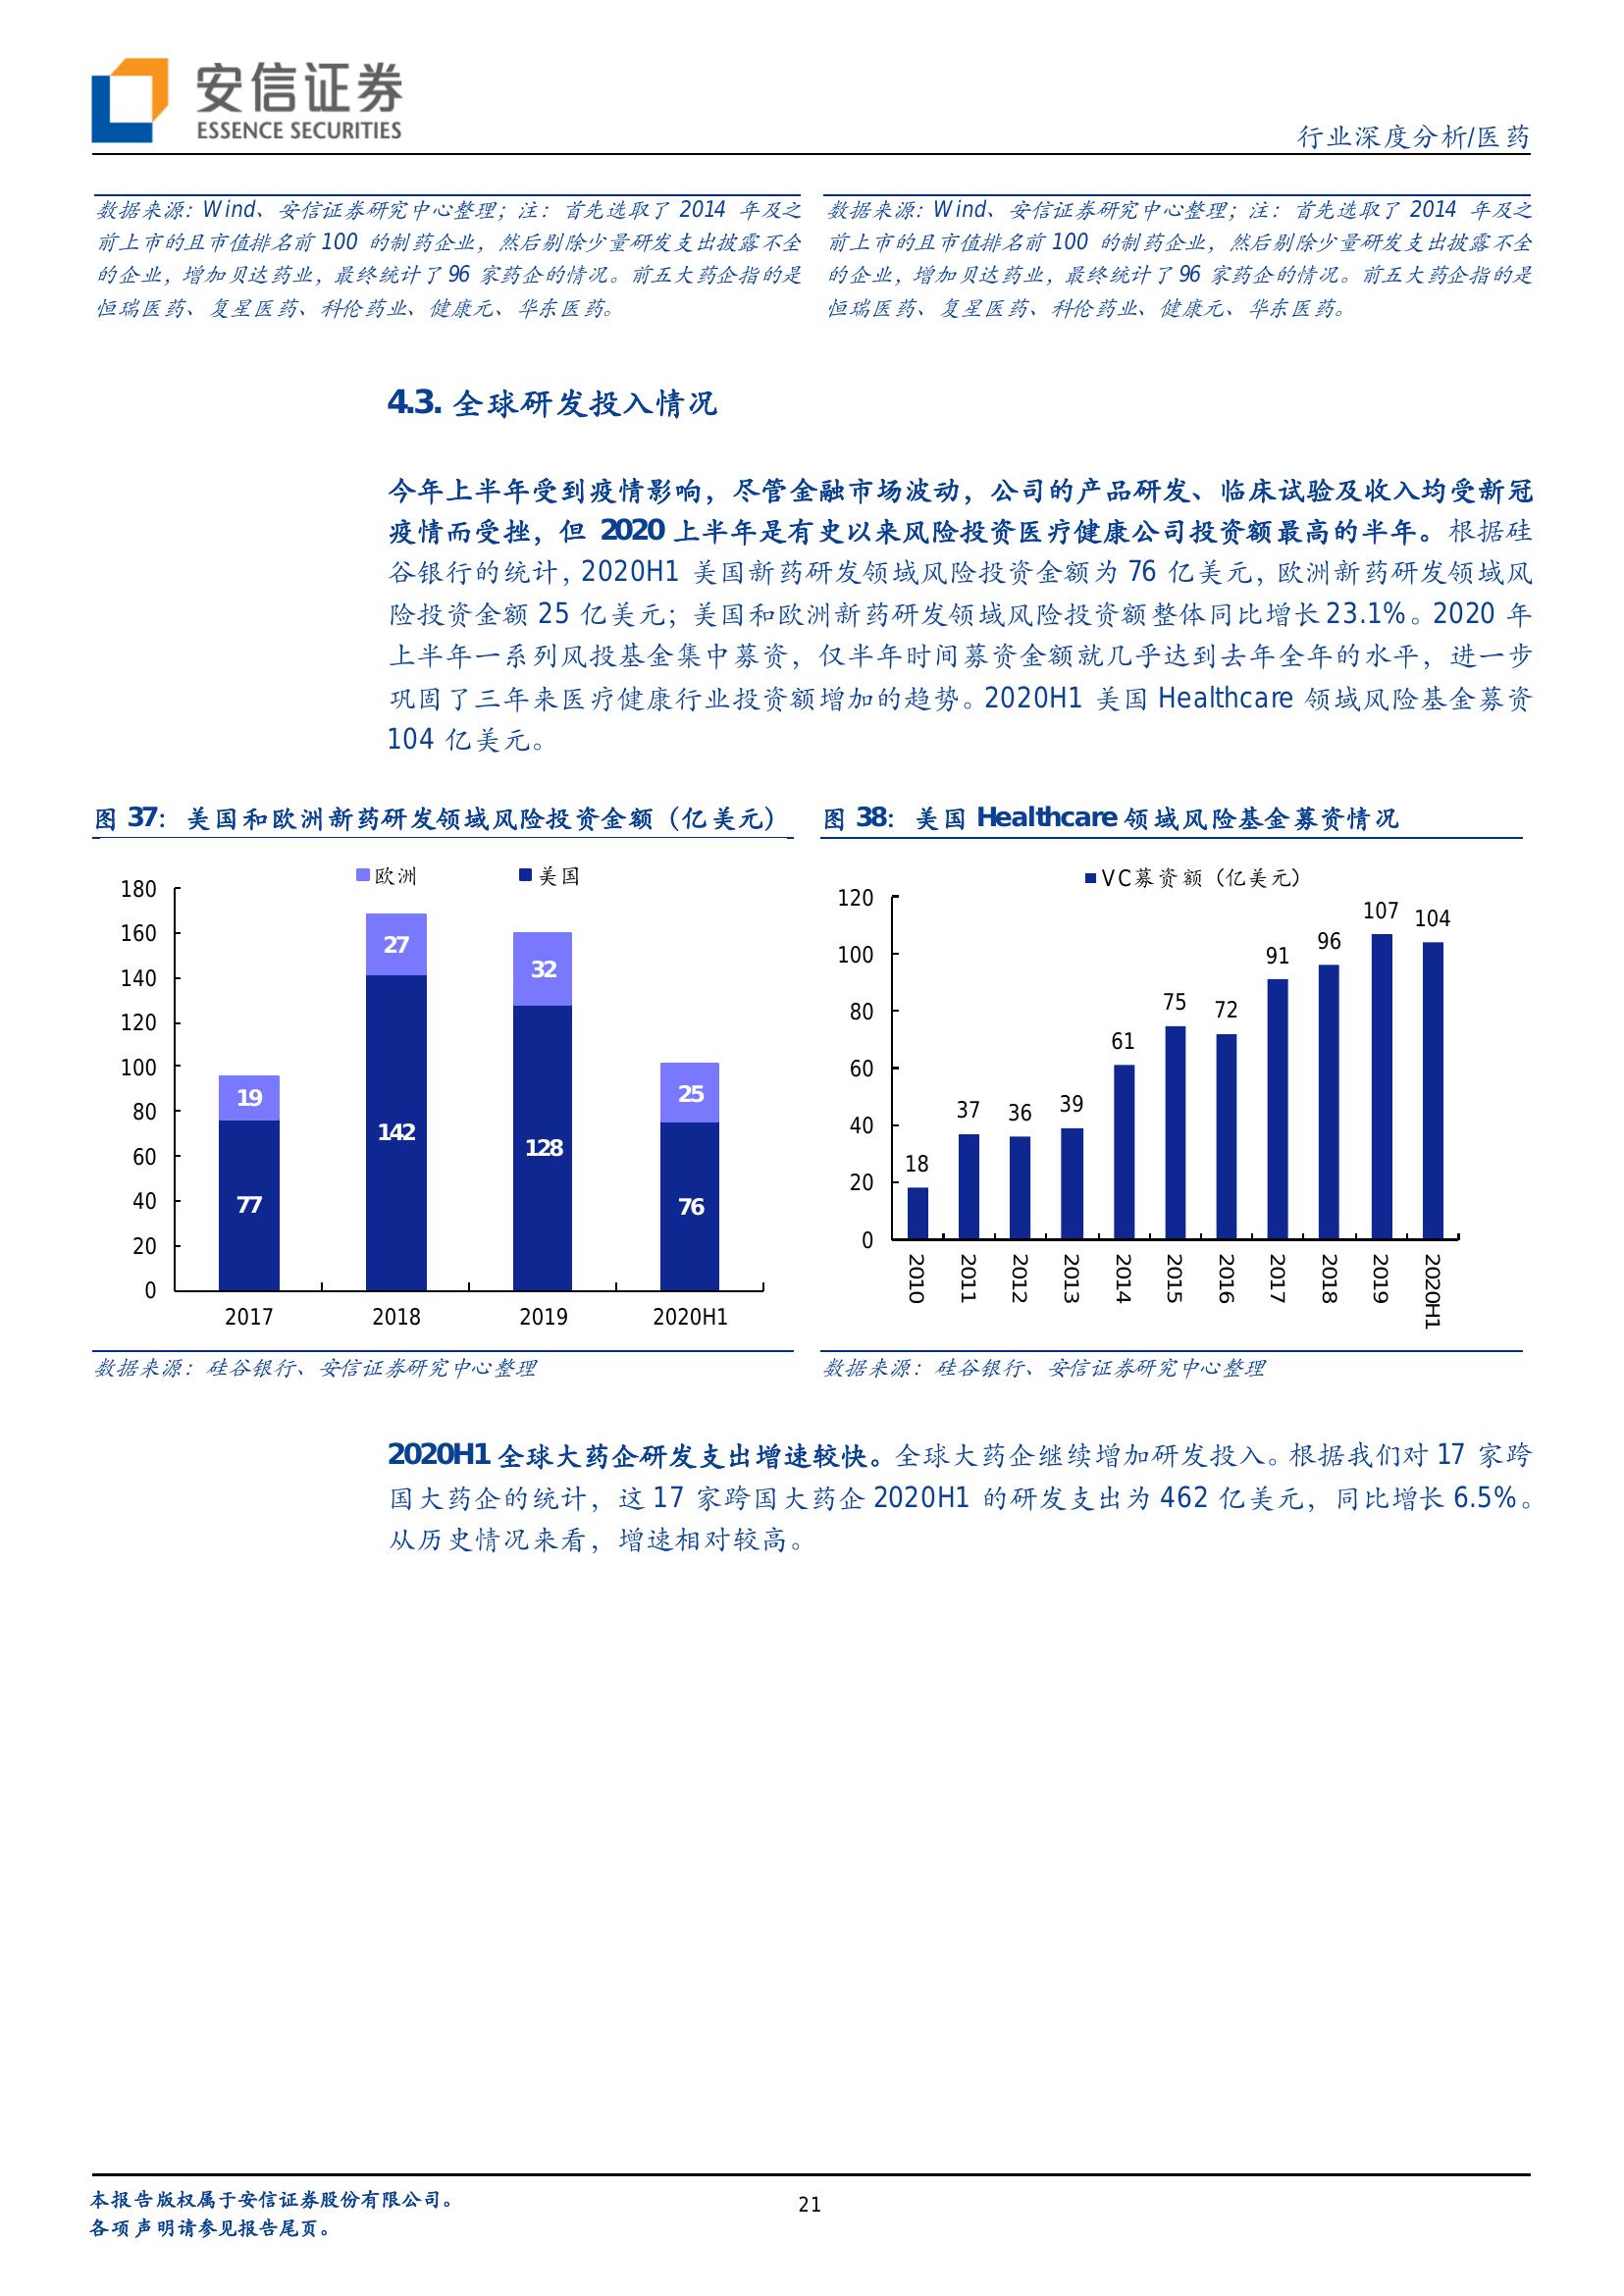 安信证券
ESSENCE SECURITIES
行业深度分析/医药
数据来源：Wind、安信证券研究中心整理；注：首先选取了 2014 年及之
前上市的且市值排名前 100 的制药企业，然后剔除少量研发支出披露不全
的企业，增加贝达药业，最终统计了 96 家药企的情况。前五大药企指的是
恒瑞医药、复星医药、科伦药业、健康元、华东医药。
数据来源：Wind、安信证券研究中心整理；注：首先选取了 2014 年及之
前上市的且市值排名前 100 的制药企业，然后剔除少量研发支出披露不全
的企业，增加贝达药业，最终统计了 96 家药企的情况。前五大药企指的是
恒瑞医药、复星医药、科伦药业、健康元、华东医药。
4.3. 全球研发投入情况
今年上半年受到疫情影响，尽管金融市场波动，公司的产品研发、临床试验及收入均受新冠
疫情而受挫，但 2020 上半年是有史以来风险投资医疗健康公司投资额最高的半年。根据硅
谷银行的统计，2020H1 美国新药研发领域风险投资金额为 76 亿美元，欧洲新药研发领域风
险投资金额 25 亿美元；美国和欧洲新药研发领域风险投资额整体同比增长 23.1%。2020 年
上半年一系列风投基金集中募资，仅半年时间募资金额就几乎达到去年全年的水平，进一步
巩固了三年来医疗健康行业投资额增加的趋势。2020H1 美国 Healthcare 领域风险基金募资
104 亿美元。
图 37：美国和欧洲新药研发领域风险投资金额（亿美元）
欧洲 美国
180
160
140
120
100
80
60
40
20
0
19
77
27
142
32
128
25
76
2017 2018 2019 2020H1
数据来源：硅谷银行、安信证券研究中心整理
图 38：美国 Healthcare 领域风险基金募资情况
VC募资额（亿美元）
120
100
80
60
40
20
0
18 37 36 39 61 75 72 91 96 107 104
2010 2011 2012 2013 2014 2015 2016 2017 2018 2019 2020H1
数据来源：硅谷银行、安信证券研究中心整理
2020H1 全球大药企研发支出增速较快。全球大药企继续增加研发投入。根据我们对 17 家跨
国大药企的统计，这 17 家跨国大药企 2020H1 的研发支出为 462 亿美元，同比增长 6.5%。
从历史情况来看，增速相对较高。
本报告版权属于安信证券股份有限公司。
各项声明请参见报告尾页。
21